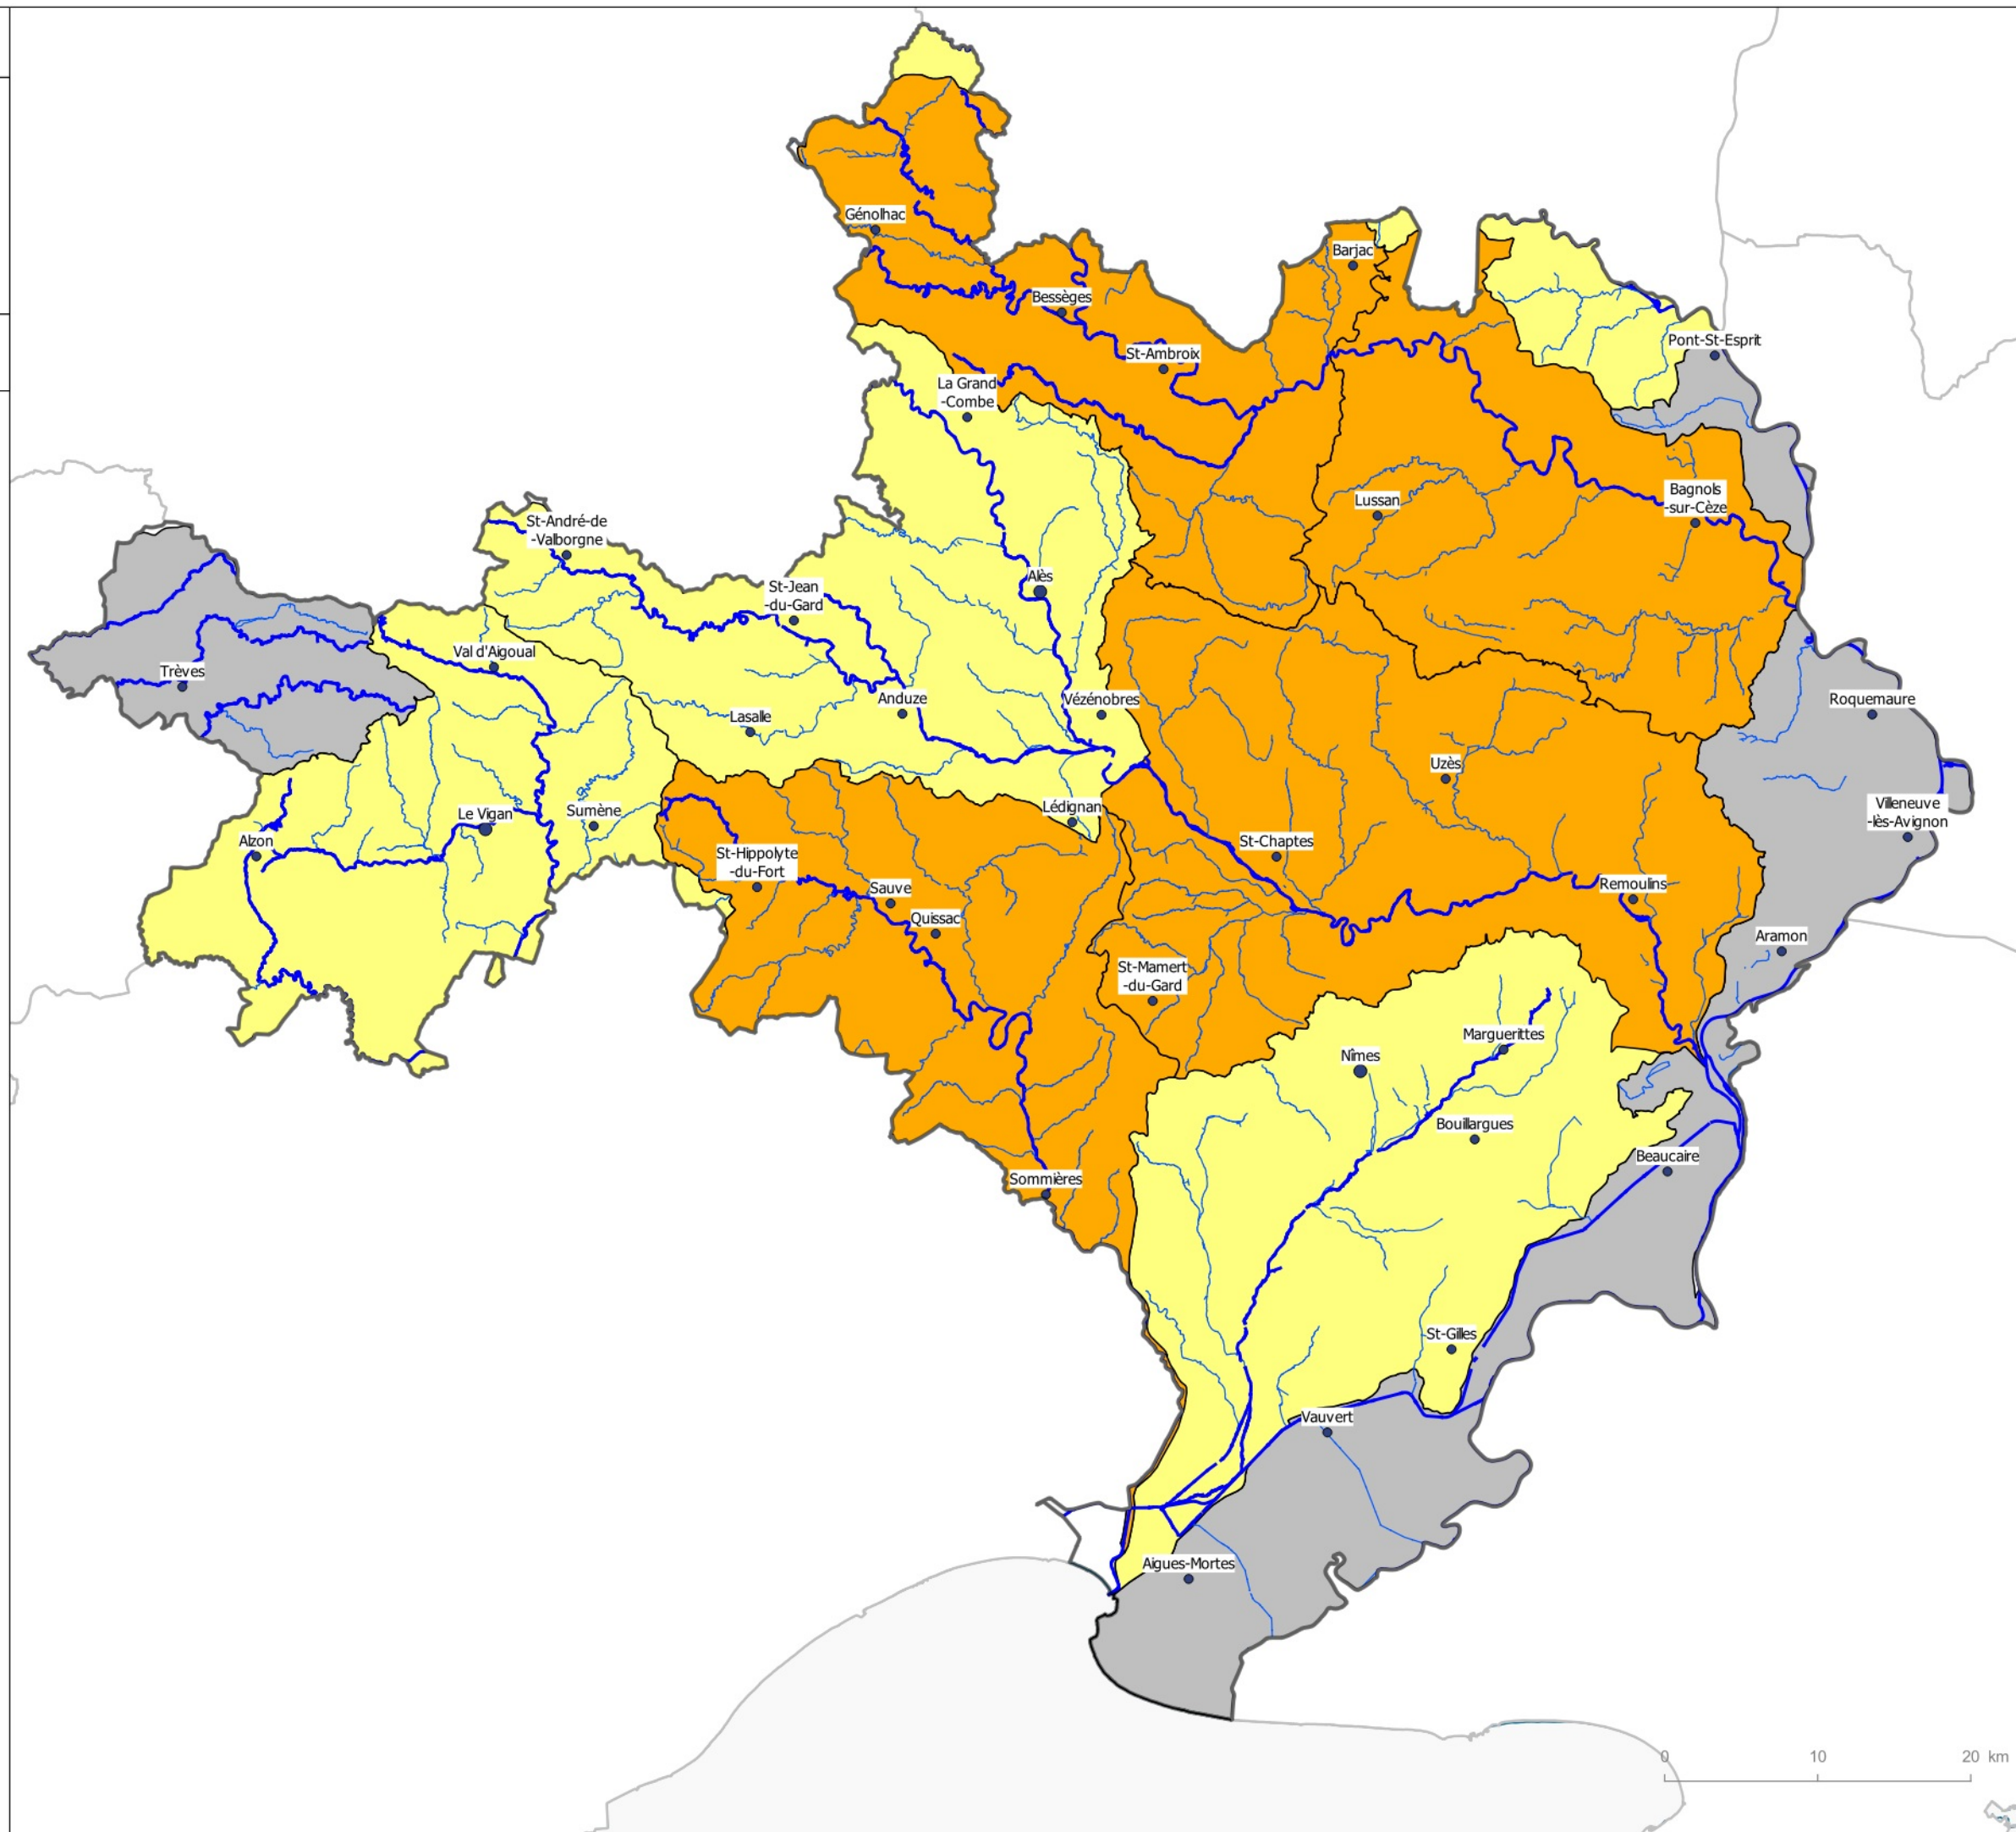 Génolhac
Barjac
Bessèges
Pont-St-Esprit
St-Ambroix
La Grand
-Combe
Bagnols
-sur-Cèze
Lussan
St-André-de
-Valborgne
Alès
St-Jean
-du-Gard
Val d'Aigoual
Trèves
Anduze
Vézénobres
Roquemaure
Lasalle
Uzès
Villeneuve
-lès-Avignon
Lédignan
Sumène
Le Vigan
Alzon
St-Chaptes
St-Hippolyte
-du-Fort
Sauve
Remoulins
Quissac
Aramon
St-Mamert
-du-Gard
Marguerittes
Nîmes
Bouillargues
Beaucaire
Sommières
St-Gilles
Vauvert
Aigues-Mortes
0 10 20 km